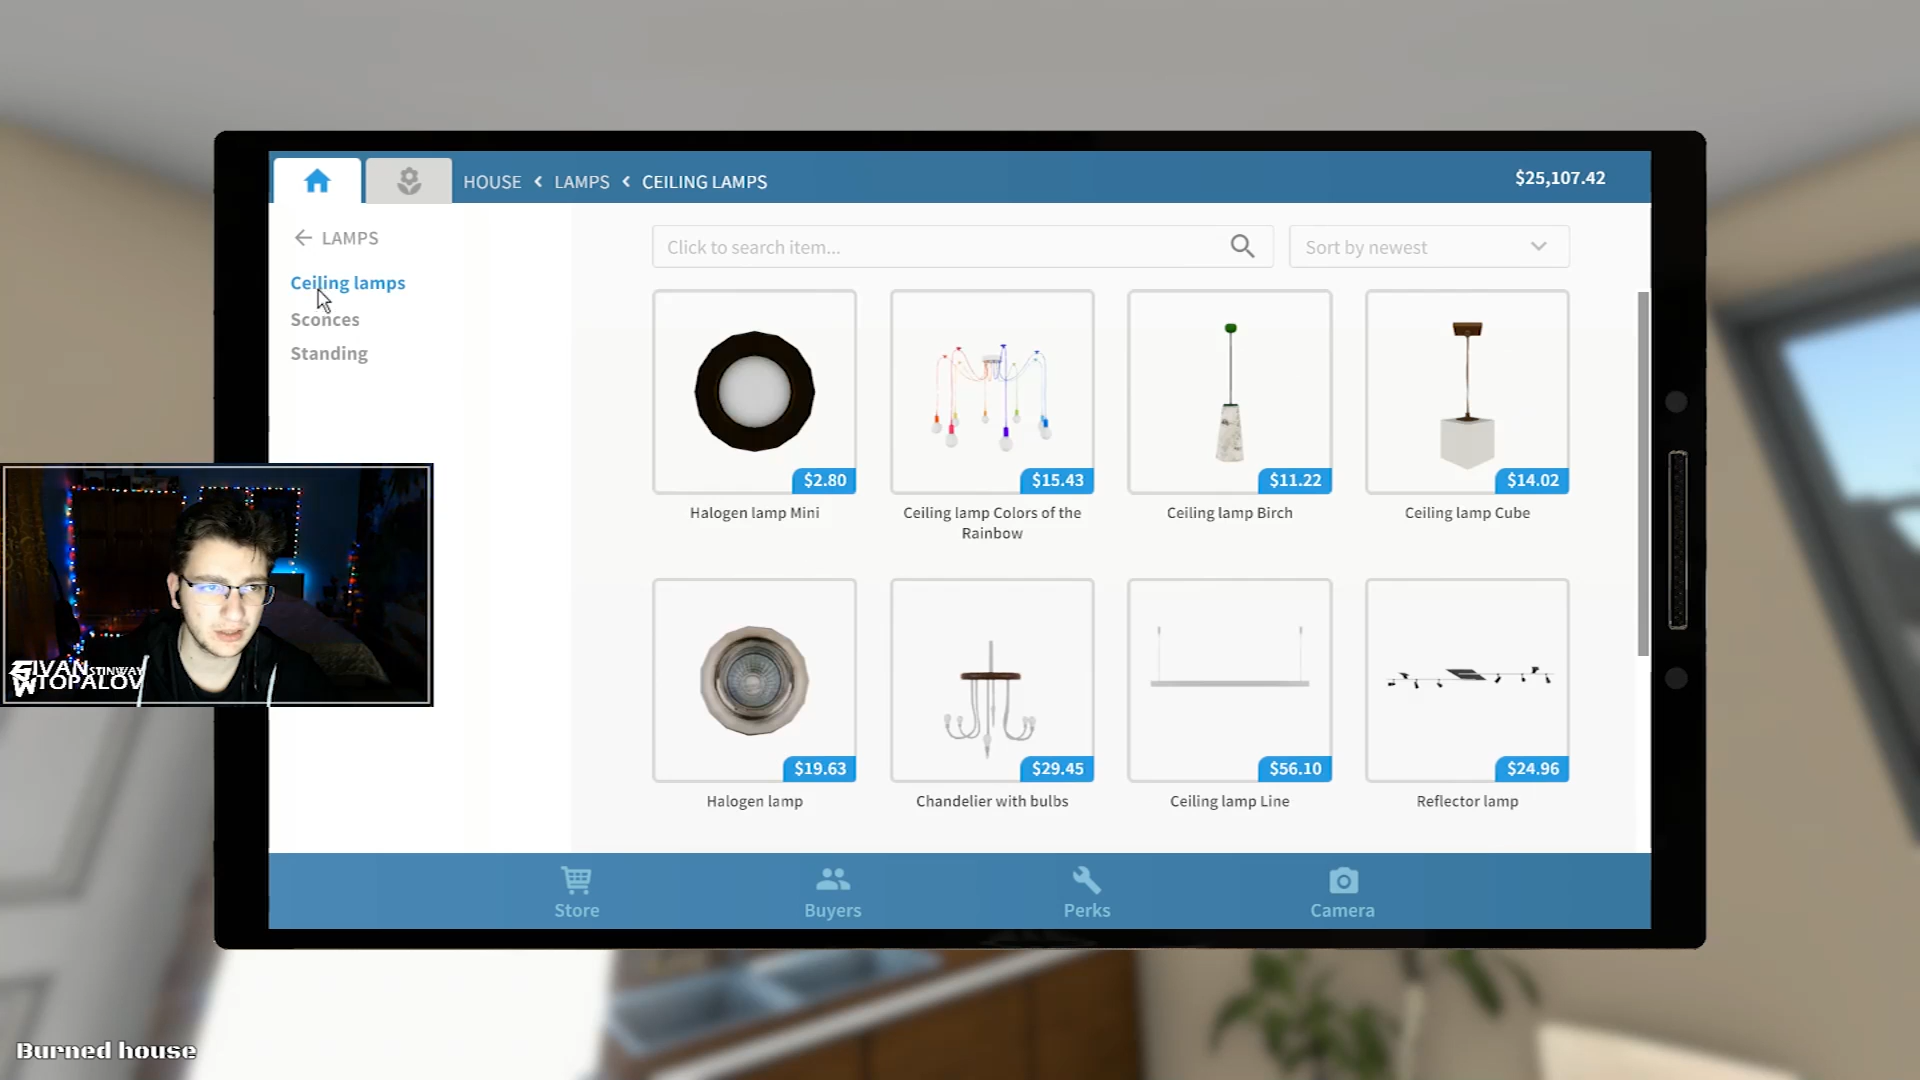 HOUSE LAMPS CEILING LAMPS $25,107.42
LAMPS
Ceiling lamps
Sconces
Standing
Click to search item...
Sort by newest
$2.80 $15.43 $11.22 $14.02
Halogen lamp Mini
Ceiling lamp Colors of the
Rainbow
Ceiling lamp Birch
Ceiling lamp Cube
$19.63 $29.45 $56.10 $24.96
Halogen lamp
Chandelier with bulbs
Ceiling lamp Line
Reflector lamp
Store Buyers Perks Camera
IVAN STINWAY
TOPALOV
Burned house